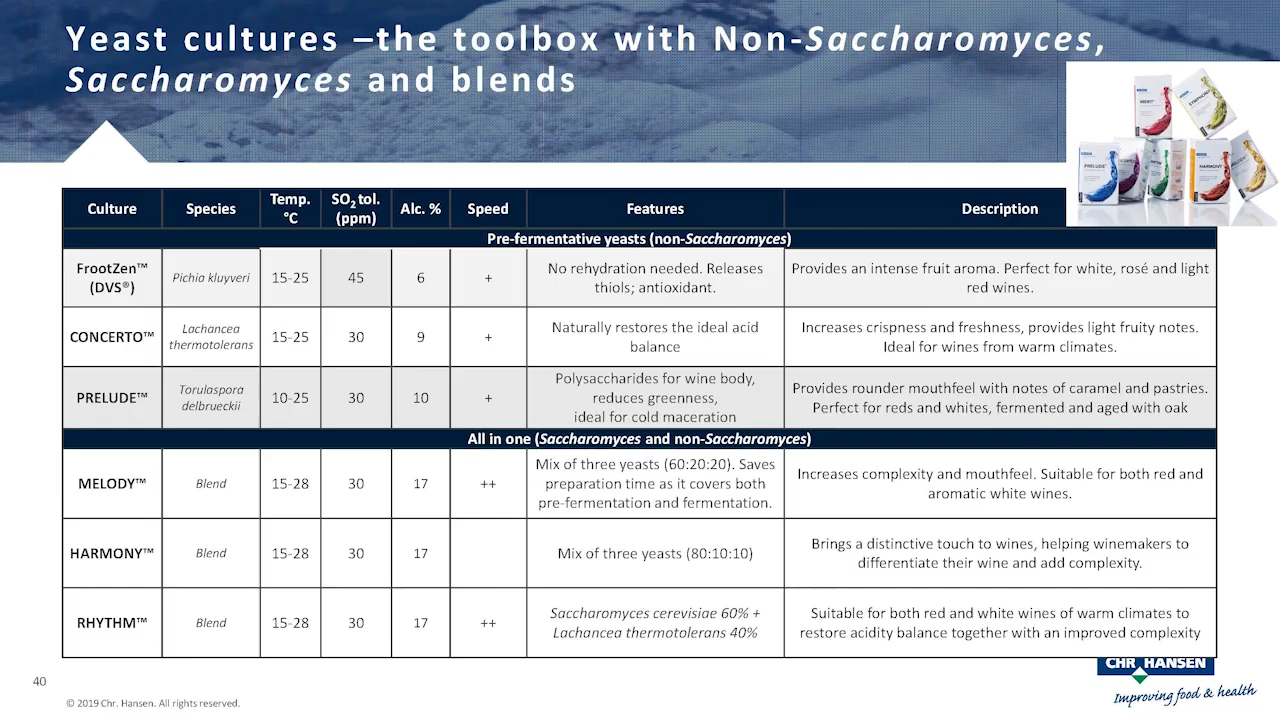 Yeast cultures –the toolbox with Non-Saccharomyces,
Saccharomyces and blends
MERIT™
SYMPHONY™
PRELUDE™
HARMONY™
MELODY™
Culture Species Temp. °C SO2 tol. (ppm) Alc. % Speed Features Description
Pre-fermentative yeasts (non-Saccharomyces)
FrootZen™ (DVS®) Pichia kluyveri 15-25 45 6 + No rehydration needed. Releases thiols; antioxidant. Provides an intense fruit aroma. Perfect for white, rosé and light red wines.
CONCERTO™ Lachancea thermotolerans 15-25 30 9 + Naturally restores the ideal acid balance Increases crispness and freshness, provides light fruity notes. Ideal for wines from warm climates.
PRELUDE™ Torulaspora delbrueckii 10-25 30 10 + Polysaccharides for wine body, reduces greenness, ideal for cold maceration Provides rounder mouthfeel with notes of caramel and pastries. Perfect for reds and whites, fermented and aged with oak
All in one (Saccharomyces and non-Saccharomyces)
MELODY™ Blend 15-28 30 17 ++ Mix of three yeasts (60:20:20). Saves preparation time as it covers both pre-fermentation and fermentation. Increases complexity and mouthfeel. Suitable for both red and aromatic white wines.
HARMONY™ Blend 15-28 30 17 Mix of three yeasts (80:10:10) Brings a distinctive touch to wines, helping winemakers to differentiate their wine and add complexity.
RHYTHM™ Blend 15-28 30 17 ++ Saccharomyces cerevisiae 60% + Lachancea thermotolerans 40% Suitable for both red and white wines of warm climates to restore acidity balance together with an improved complexity
CHR HANSEN
Improving food & health
40
© 2019 Chr. Hansen. All rights reserved.